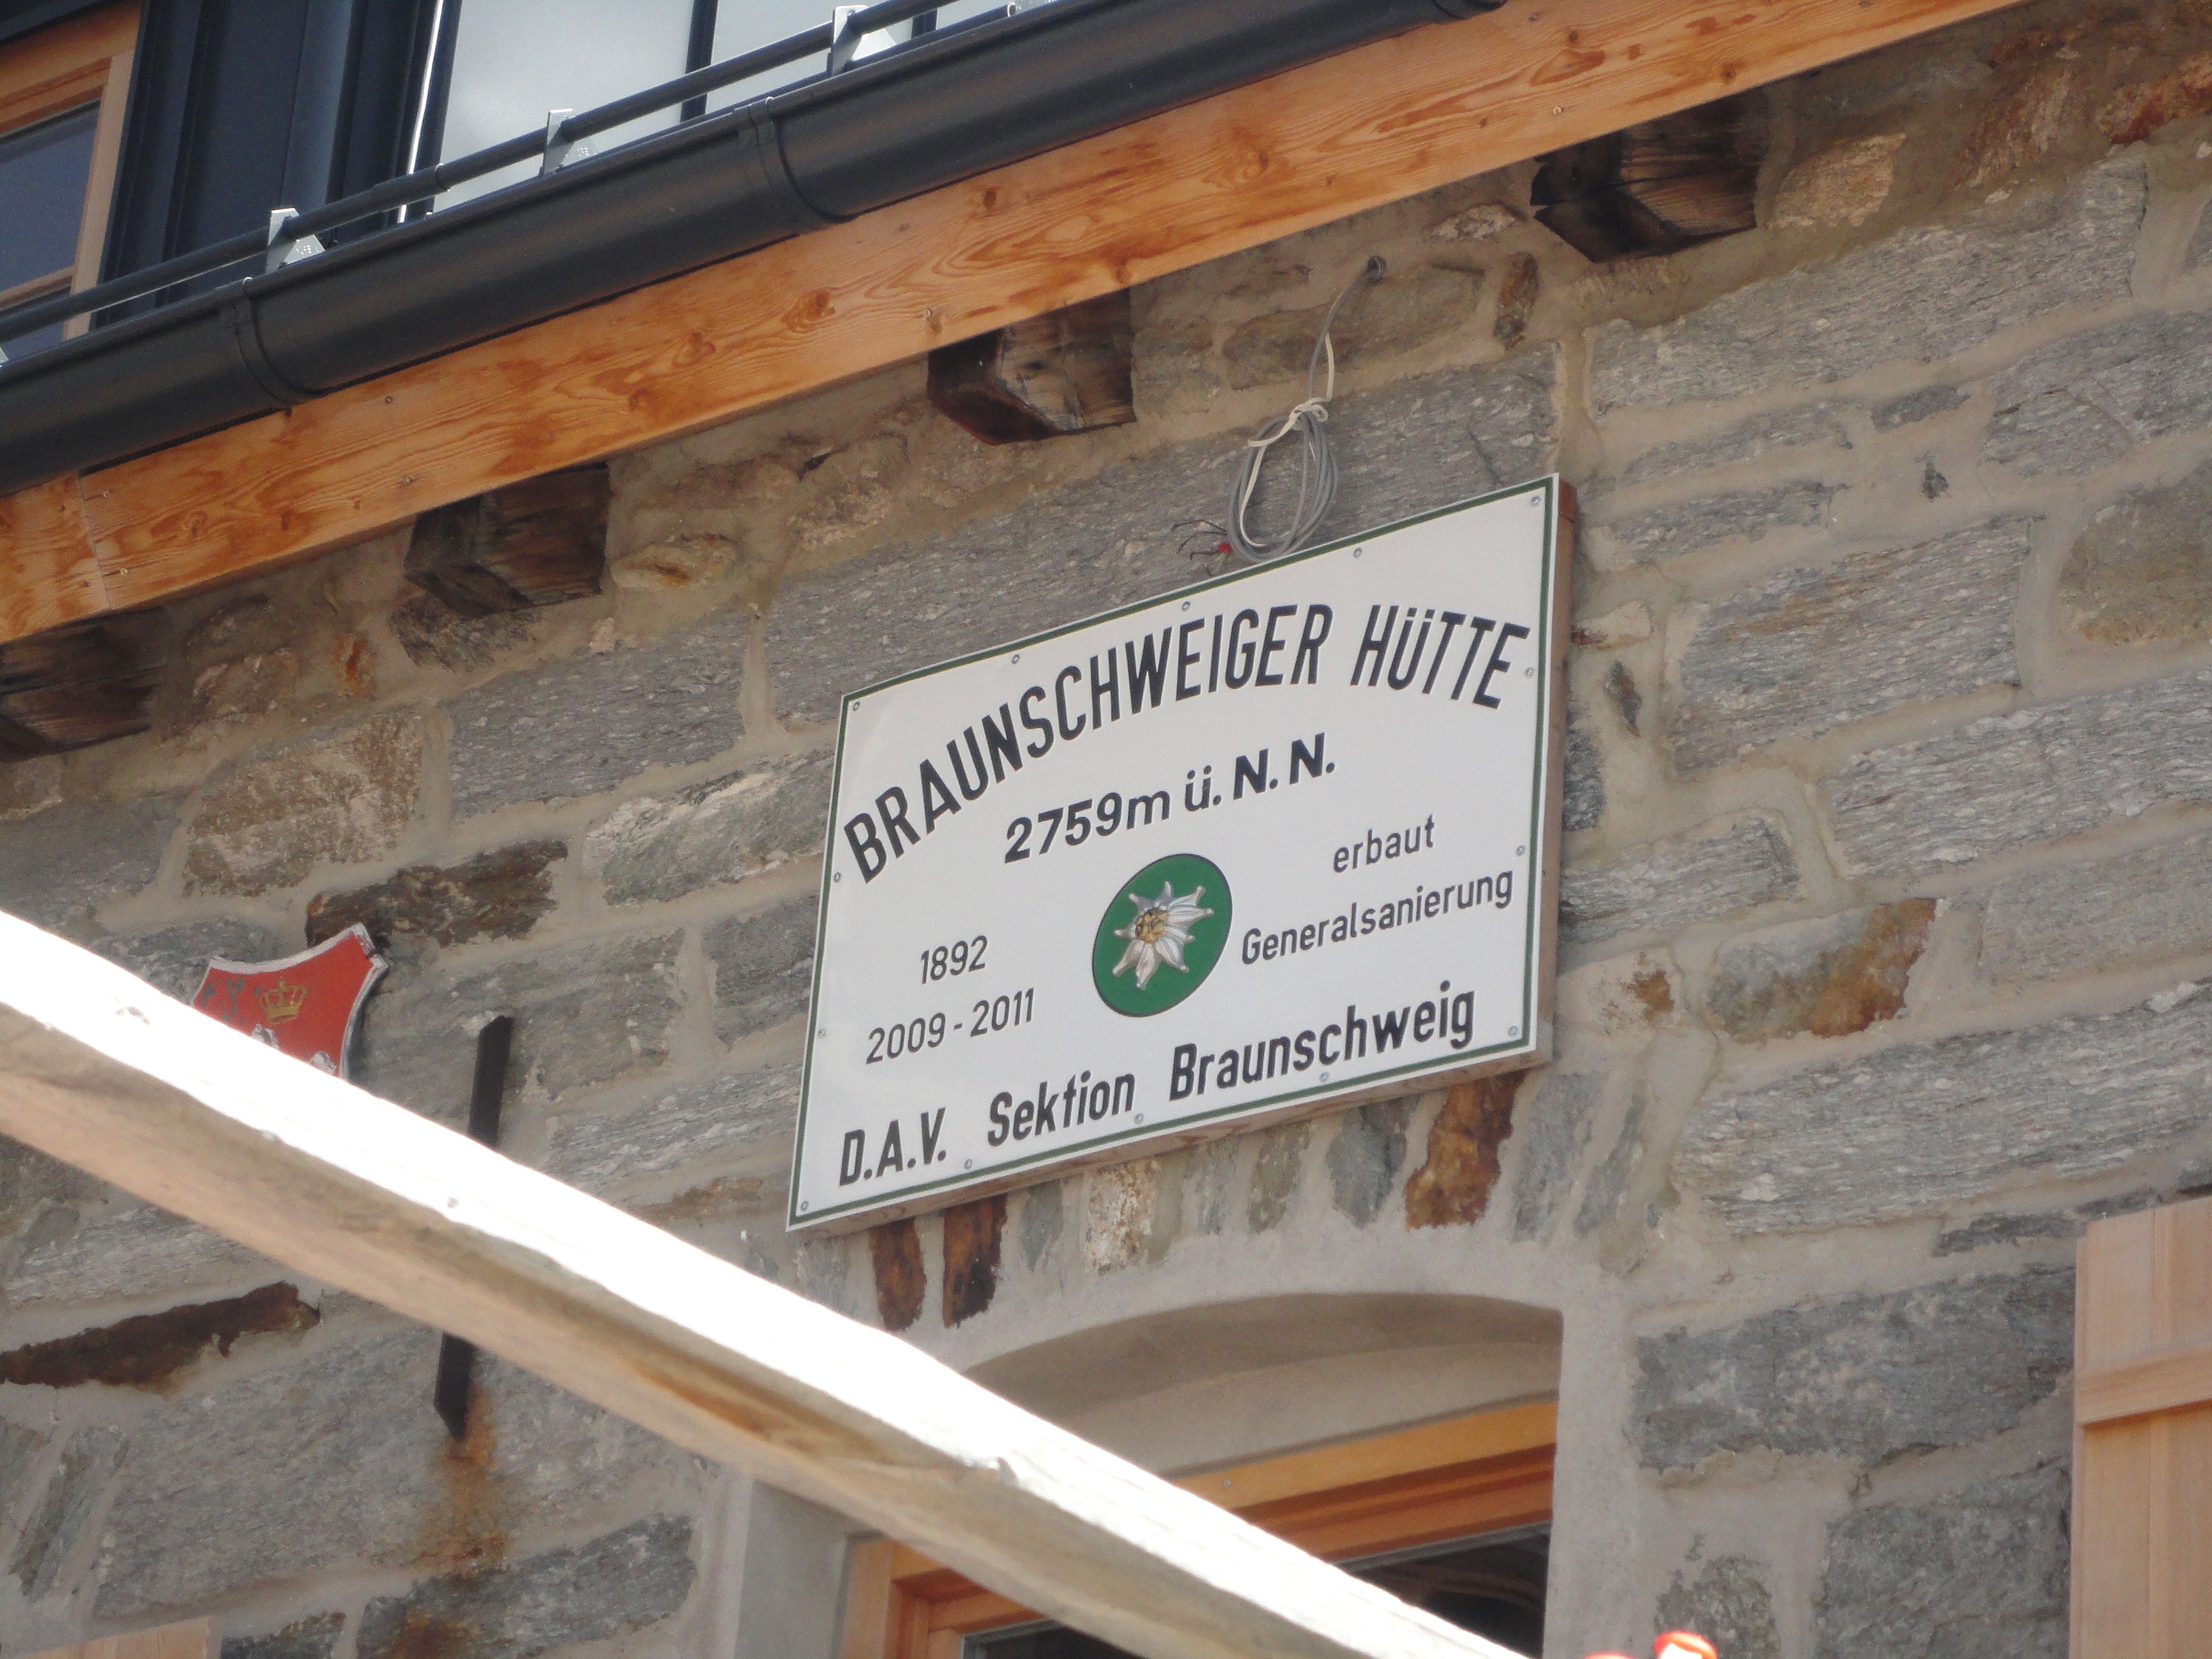 BRAUNSCHWEIGER HÜTTE
2759m ü. N. N.
1892 erbaut
2009 - 2011 Generalsanierung
D.A.V. Sektion Braunschweig